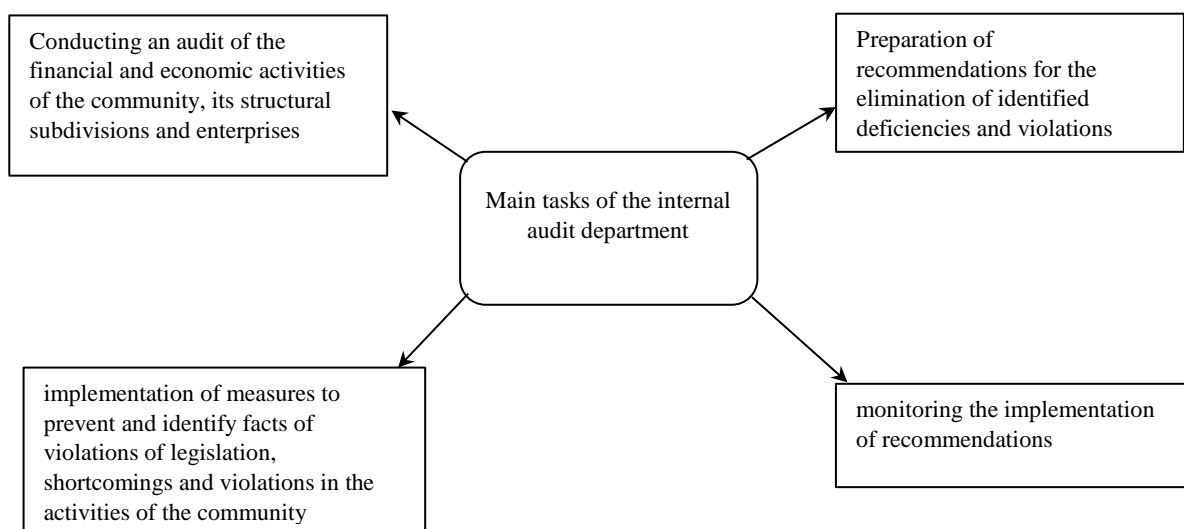 Conducting an audit of the
financial and economic activities
of the community, its structural
subdivisions and enterprises
Preparation of
recommendations for the
elimination of identified
deficiencies and violations
Main tasks of the internal
audit department
implementation of measures to
prevent and identify facts of
violations of legislation,
shortcomings and violations in the
activities of the community
monitoring the implementation
of recommendations